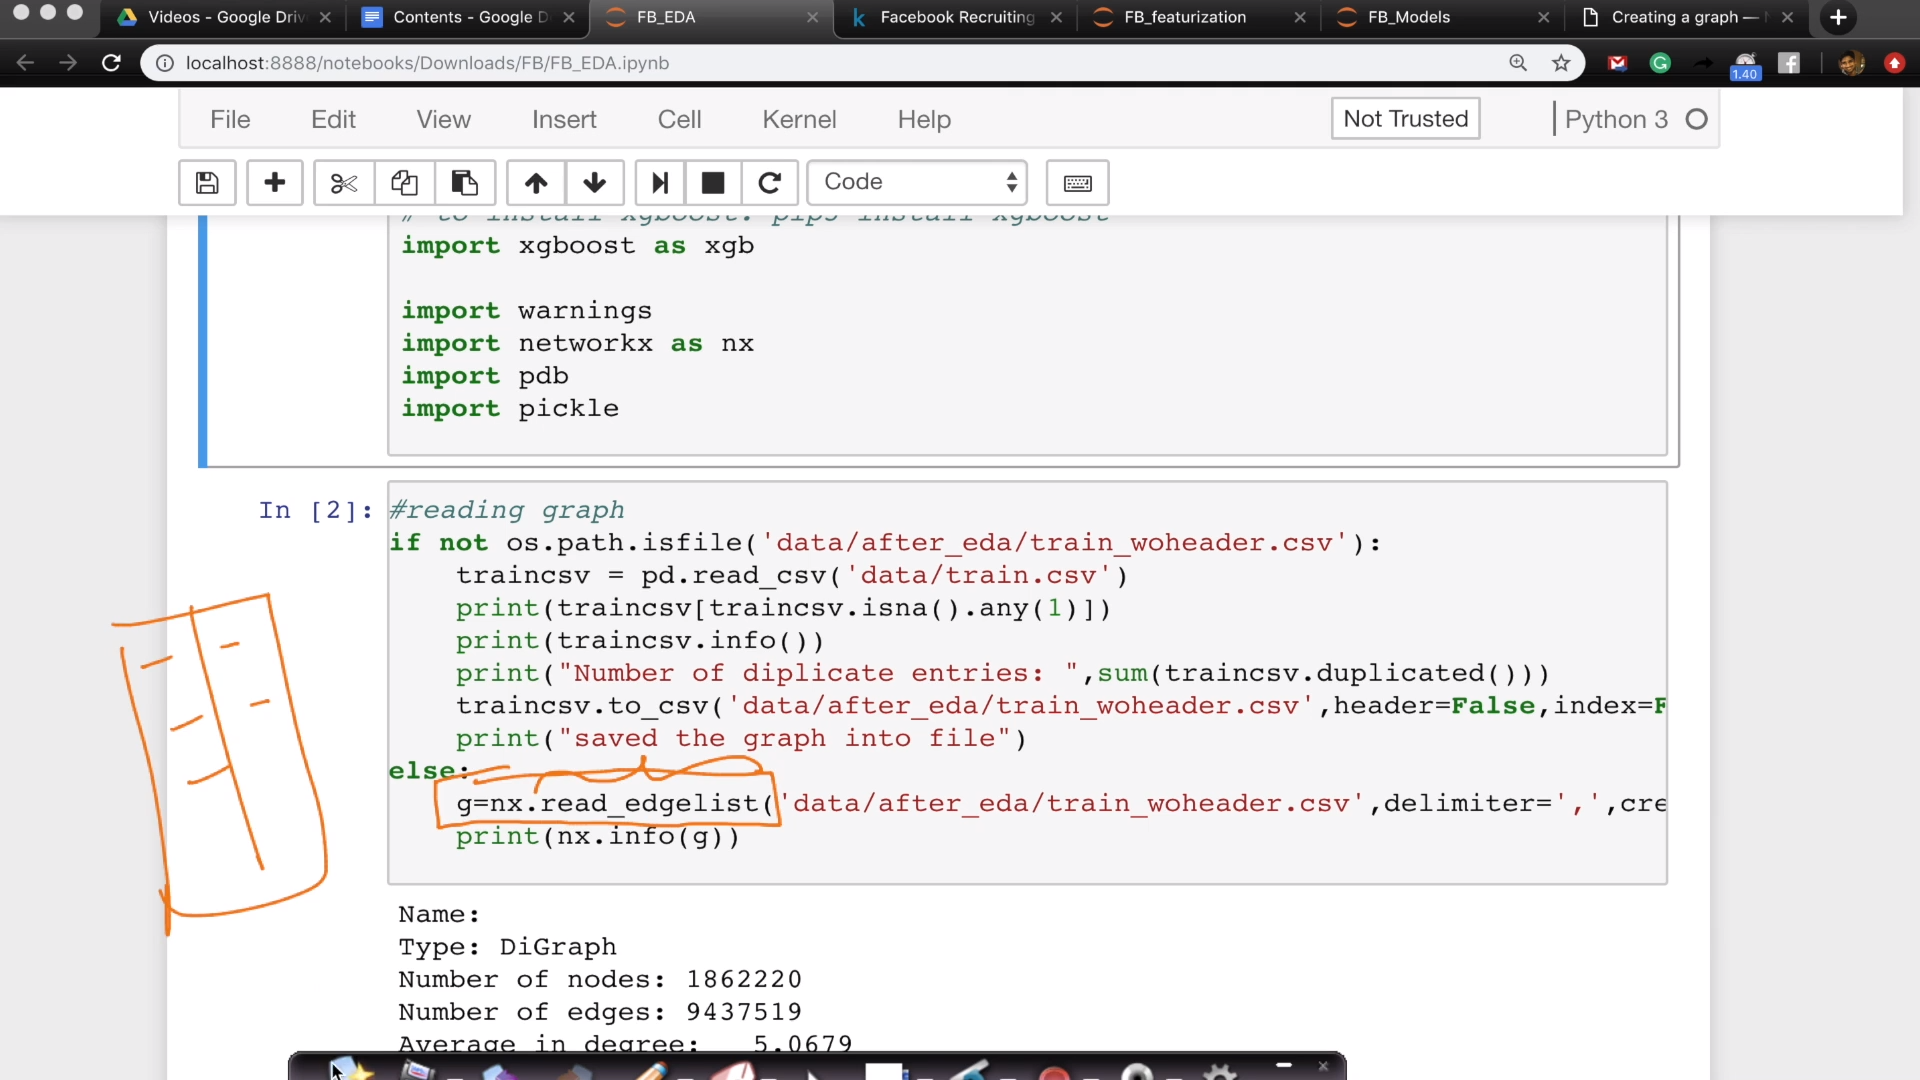 Videos - Google Driv
Contents - Google D
FB_EDA
Facebook Recruiting
FB_featurization
FB_Models
Creating a graph —
localhost:8888/notebooks/Downloads/FB/FB_EDA.ipynb
1.40
File Edit View Insert Cell Kernel Help Not Trusted Python 3
Code
# to install xgboost: pip3 install xgboost
import xgboost as xgb
import warnings
import networkx as nx
import pdb
import pickle
In [2]: #reading graph
if not os.path.isfile('data/after_eda/train_woheader.csv'):
traincsv = pd.read_csv('data/train.csv')
print(traincsv[traincsv.isna().any(1)])
print(traincsv.info())
print("Number of diplicate entries: ",sum(traincsv.duplicated()))
traincsv.to_csv('data/after_eda/train_woheader.csv',header=False,index=F
print("saved the graph into file")
else:
g=nx.read_edgelist('data/after_eda/train_woheader.csv',delimiter=',',cre
print(nx.info(g))
Name:
Type: DiGraph
Number of nodes: 1862220
Number of edges: 9437519
Average in degree: 5.0679